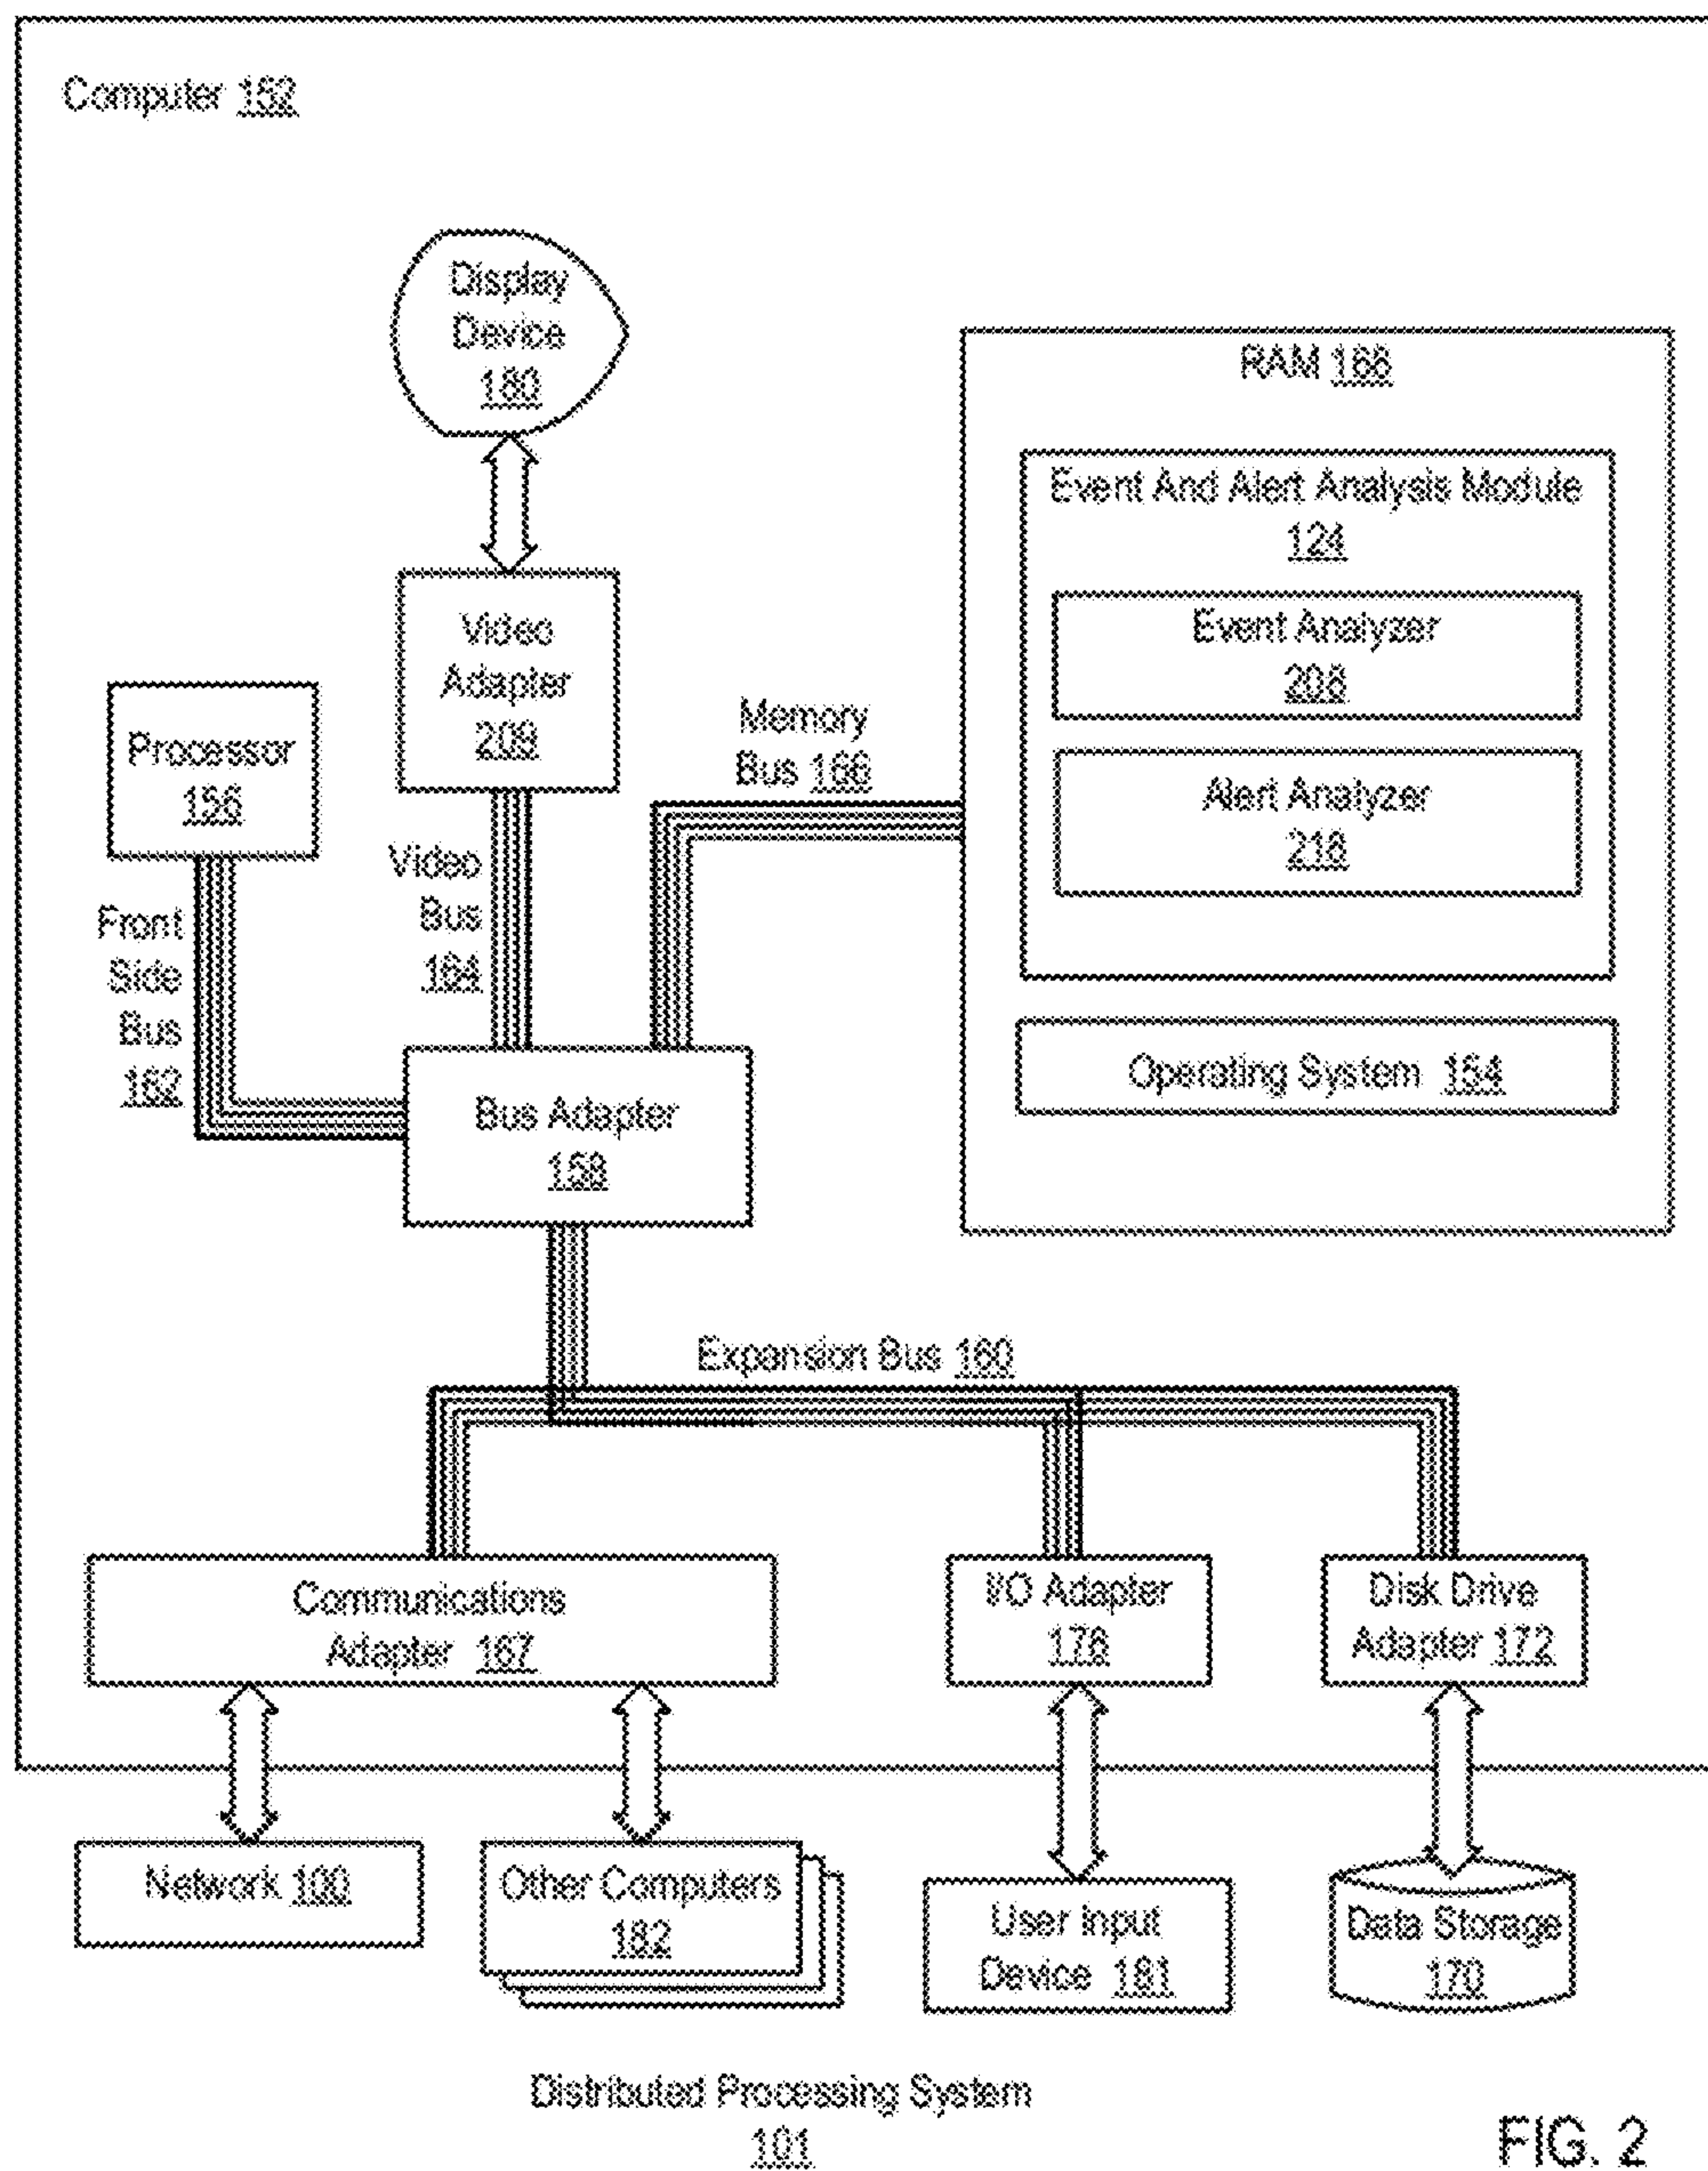 Computer 152
Display
Device
180
RAM 168
Event And Alert Analysis Module
124
Event Analyzer
208
Alert Analyzer
218
Operating System 154
Video
Adapter
209
Processor
156
Memory
Bus 166
Video
Bus
164
Front
Side
Bus
162
Bus Adapter
158
Expansion Bus 160
Communications
Adapter 167
I/O Adapter
178
Disk Drive
Adapter 172
Network 100
Other Computers
182
User Input
Device 181
Data Storage
170
Distributed Processing System
101
FIG. 2